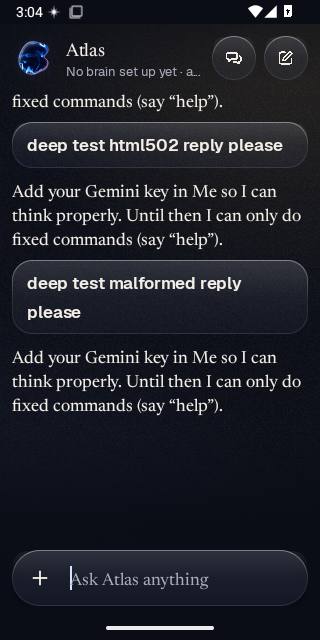 3:04
Atlas
No brain set up yet · a...
fixed commands (say “help”).
deep test html502 reply please
Add your Gemini key in Me so I can
think properly. Until then I can only do
fixed commands (say “help”).
deep test malformed reply
please
Add your Gemini key in Me so I can
think properly. Until then I can only do
fixed commands (say “help”).
Ask Atlas anything